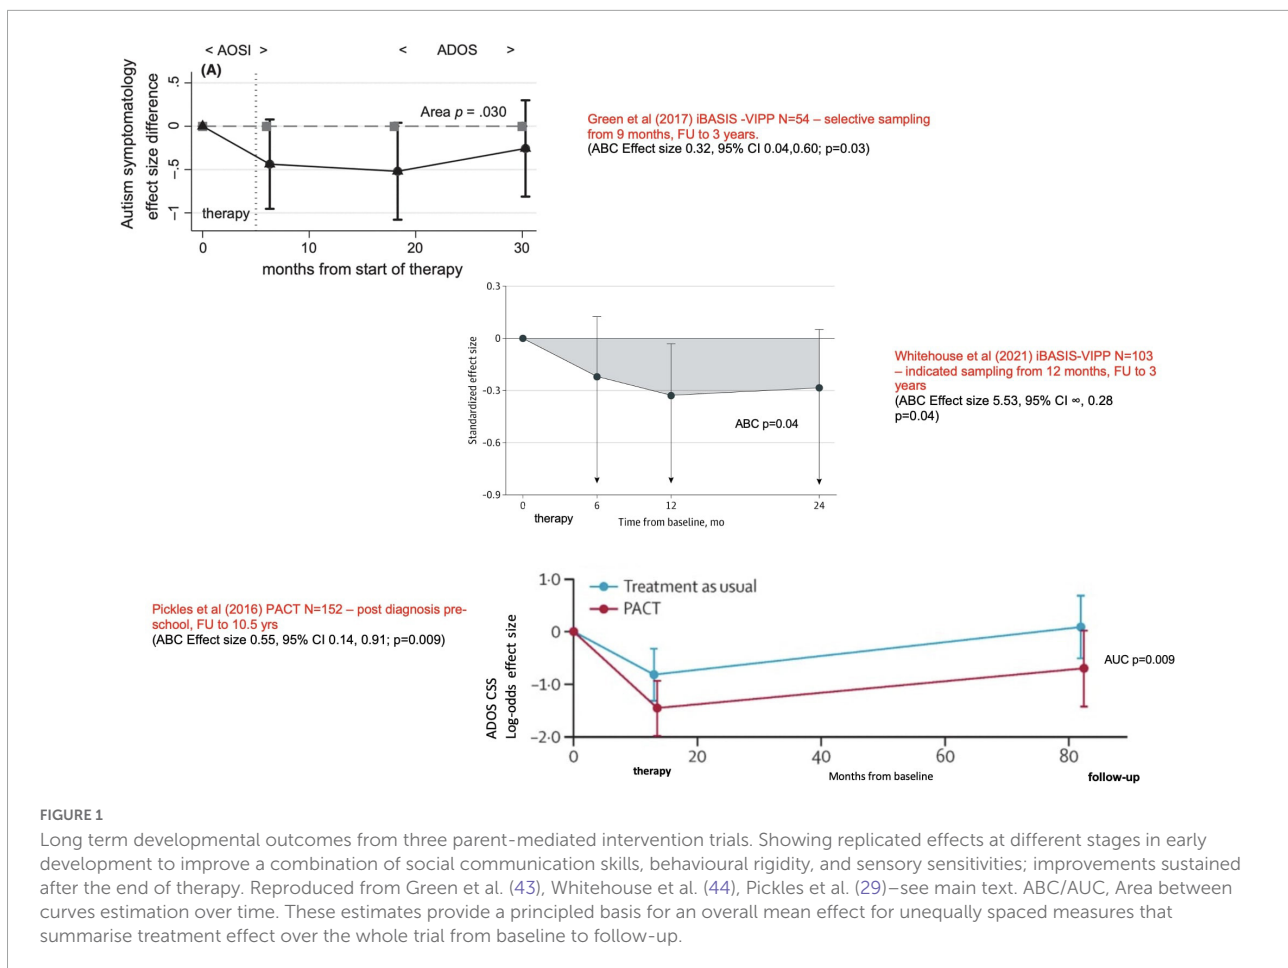 < AOSI >
< ADOS >
(A)
Autism symptomatology
effect size difference
.5
0
-.5
-1
Area p = .030
therapy
0
10
20
30
months from start of therapy
Green et al (2017) iBASIS -VIPP N=54 – selective sampling
from 9 months, FU to 3 years.
(ABC Effect size 0.32, 95% CI 0.04,0.60; p=0.03)
0.3
0
-0.3
-0.6
-0.9
Standardized effect size
ABC p=0.04
0
6
12
24
therapy
Time from baseline, mo
Whitehouse et al (2021) iBASIS-VIPP N=103
– indicated sampling from 12 months, FU to 3
years
(ABC Effect size 5.53, 95% CI ∞, 0.28
p=0.04)
Pickles et al (2016) PACT N=152 – post diagnosis pre-
school, FU to 10.5 yrs
(ABC Effect size 0.55, 95% CI 0.14, 0.91; p=0.009)
ADOS CSS
Log-odds effect size
1·0
0
−1·0
−2·0
Treatment as usual
PACT
AUC p=0.009
0
20
40
60
80
therapy
Months from baseline
follow-up
FIGURE 1
Long term developmental outcomes from three parent-mediated intervention trials. Showing replicated effects at different stages in early
development to improve a combination of social communication skills, behavioural rigidity, and sensory sensitivities; improvements sustained
after the end of therapy. Reproduced from Green et al. (43), Whitehouse et al. (44), Pickles et al. (29)–see main text. ABC/AUC, Area between
curves estimation over time. These estimates provide a principled basis for an overall mean effect for unequally spaced measures that
summarise treatment effect over the whole trial from baseline to follow-up.